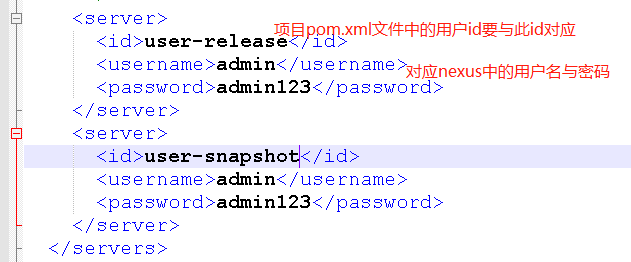 <server>
项目pom.xml文件中的用户id要与此id对应
<id>user-release</id>
<username>admin</username>
对应nexus中的用户名与密码
<password>admin123</password>
</server>
<server>
<id>user-snapshot</id>
<username>admin</username>
<password>admin123</password>
</server>
</servers>